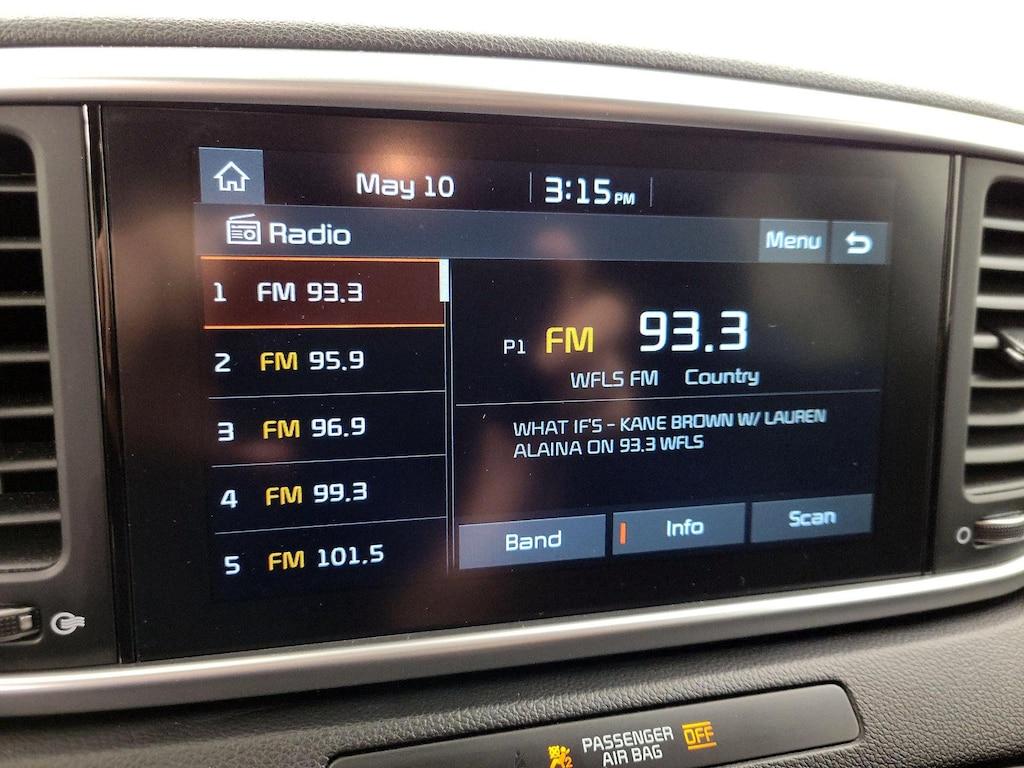 May 10 3:15 PM
Radio Menu
1 FM 93.3
2 FM 95.9
3 FM 96.9
4 FM 99.3
5 FM 101.5
P1 FM 93.3
WFLS FM Country
WHAT IF'S - KANE BROWN W/ LAUREN
ALAINA ON 93.3 WFLS
Band Info Scan
PASSENGER
AIR BAG
OFF